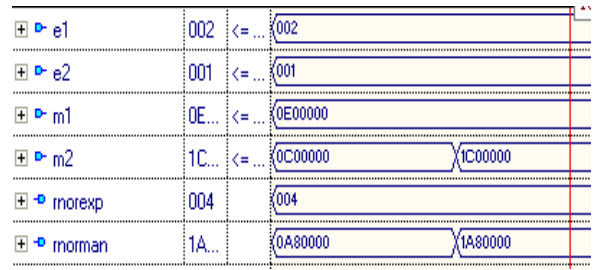 e1 002 <= ... 002
e2 001 <= ... 001
m1 0E... <= ... 0E00000
m2 1C... <= ... 0C00000 1C00000
rnorexp 004 004
rnorman 1A... 0A80000 1A80000